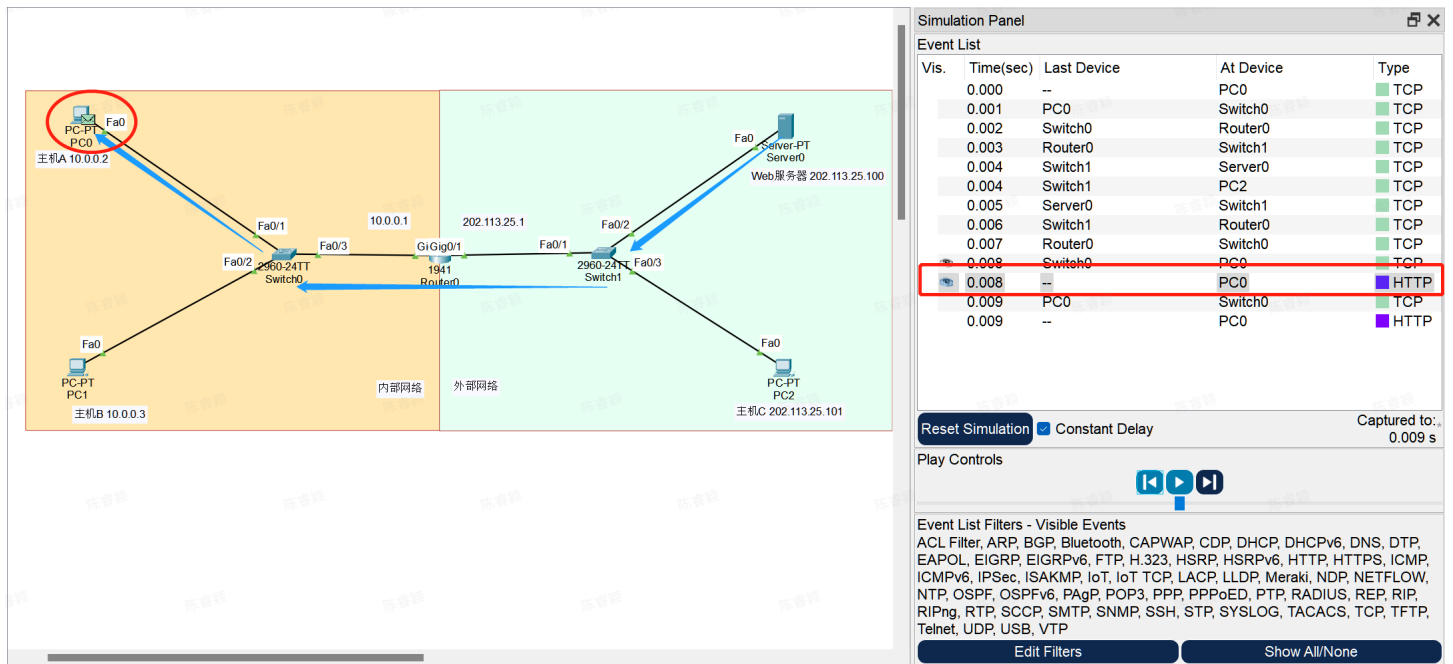 Fa0
PC-PT
PC0
主机A 10.0.0.2
Fa0
Server-PT
Server0
Web服务器 202.113.25.100
Fa0/1
10.0.0.1
202.113.25.1
Fa0/2
Fa0/3
GiGig0/1
Fa0/1
Fa0/2
2960-24TT
Switch0
1941
Router0
2960-24TT
Fa0/3
Switch1
Fa0
PC-PT
PC1
主机B 10.0.0.3
内部网络
外部网络
Fa0
PC-PT
PC2
主机C 202.113.25.101
Simulation Panel
Event List
Vis. Time(sec) Last Device At Device Type
0.000 -- PC0 TCP
0.001 PC0 Switch0 TCP
0.002 Switch0 Router0 TCP
0.003 Router0 Switch1 TCP
0.004 Switch1 Server0 TCP
0.004 Switch1 PC2 TCP
0.005 Server0 Switch1 TCP
0.006 Switch1 Router0 TCP
0.007 Router0 Switch0 TCP
0.008 Switch0 PC0 TCP
0.008 -- PC0 HTTP
0.009 PC0 Switch0 TCP
0.009 -- PC0 HTTP
Reset Simulation Constant Delay
Captured to:
0.009 s
Play Controls
Event List Filters - Visible Events
ACL Filter, ARP, BGP, Bluetooth, CAPWAP, CDP, DHCP, DHCPv6, DNS, DTP,
EAPOL, EIGRP, EIGRPv6, FTP, H.323, HSRP, HSRPv6, HTTP, HTTPS, ICMP,
ICMPv6, IPSec, ISAKMP, IoT, IoT TCP, LACP, LLDP, Meraki, NDP, NETFLOW,
NTP, OSPF, OSPFv6, PAgP, POP3, PPP, PPPoED, PTP, RADIUS, REP, RIP,
RIPng, RTP, SCCP, SMTP, SNMP, SSH, STP, SYSLOG, TACACS, TCP, TFTP,
Telnet, UDP, USB, VTP
Edit Filters
Show All/None
陈睿颖